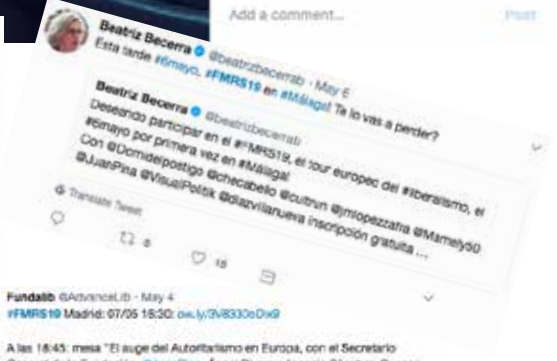 Add a comment...
Post
Beatriz Becerra @beatrizbecerrab · May 6
Esta tarde #6mayo, #FMRS19 en #Málaga! Te lo vas a perder?
Beatriz Becerra @beatrizbecerrab
Deseando participar en el #FMRS19, el tour europeo del #liberalismo, el
#6mayo por primera vez en #Málaga!
Con @Domidelpostigo @checabello @cultrun @jmlopezzafra @Mamely50
@JuanPina @VisualPolitik @diazvillanueva inscripción gratuita ...
Translate Tweet
Fundalib @AdvanceLib · May 4
#FMRS19 Madrid: 07/05 18:30:
A las 18:45: mesa "El auge del Autoritarismo en Europa, con el Secretario